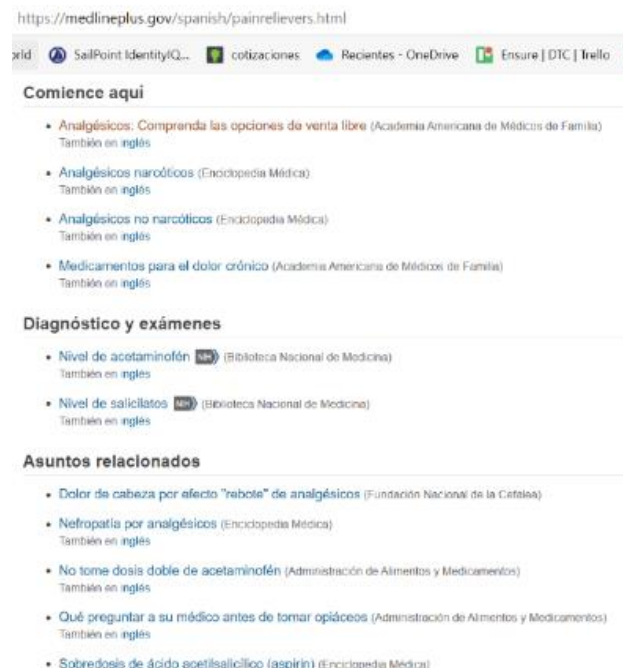 https://medlineplus.gov/spanish/painrelievers.html
orld SailPoint IdentityIQ... cotizaciones Recientes - OneDrive Ensure | DTC | Trello
Comience aquí
• Analgésicos: Comprenda las opciones de venta libre (Academia Americana de Médicos de Familia)
También en inglés
• Analgésicos narcóticos (Enciclopedia Médica)
También en inglés
• Analgésicos no narcóticos (Enciclopedia Médica)
También en inglés
• Medicamentos para el dolor crónico (Academia Americana de Médicos de Familia)
También en inglés
Diagnóstico y exámenes
• Nivel de acetaminofén NIH (Biblioteca Nacional de Medicina)
También en inglés
• Nivel de salicilatos NIH (Biblioteca Nacional de Medicina)
También en inglés
Asuntos relacionados
• Dolor de cabeza por efecto "rebote" de analgésicos (Fundación Nacional de la Cefalea)
• Nefropatía por analgésicos (Enciclopedia Médica)
También en inglés
• No tome dosis doble de acetaminofén (Administración de Alimentos y Medicamentos)
También en inglés
• Qué preguntar a su médico antes de tomar opiáceos (Administración de Alimentos y Medicamentos)
También en inglés
• Sobredosis de ácido acetilsalicílico (aspirin) (Enciclopedia Médica)